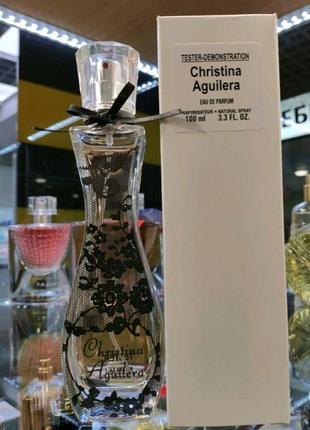 TESTER-DEMONSTRATION
Christina
Aguilera
EAU DE PARFUM
VAPORISATEUR • NATURAL SPRAY
100 ml 3.3 FL. OZ.
Christina
Aguilera